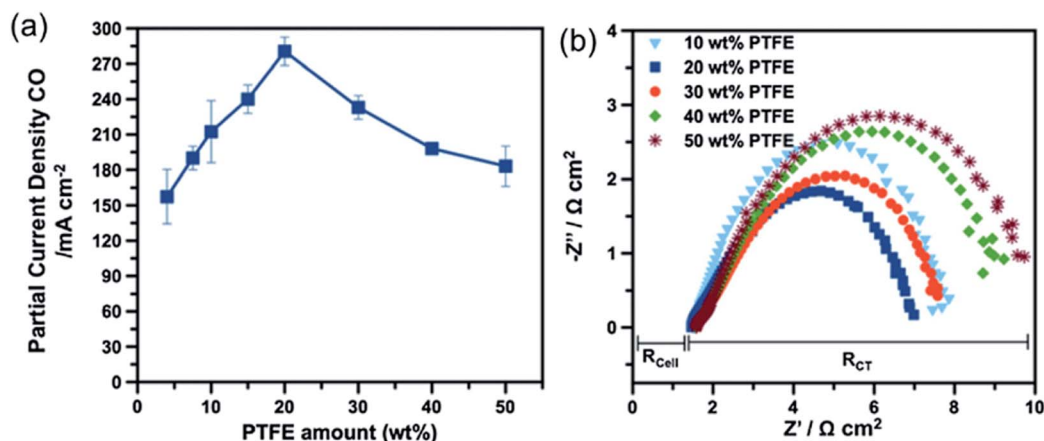 (a)
300
270
240
210
180
150
120
90
60
30
0
Partial Current Density CO
/mA cm-2
0 10 20 30 40 50
PTFE amount (wt%)
(b)
4
3
2
1
0
-Z'' / Ω cm2
10 wt% PTFE
20 wt% PTFE
30 wt% PTFE
40 wt% PTFE
50 wt% PTFE
RCell
RCT
2 4 6 8 10
Z' / Ω cm2